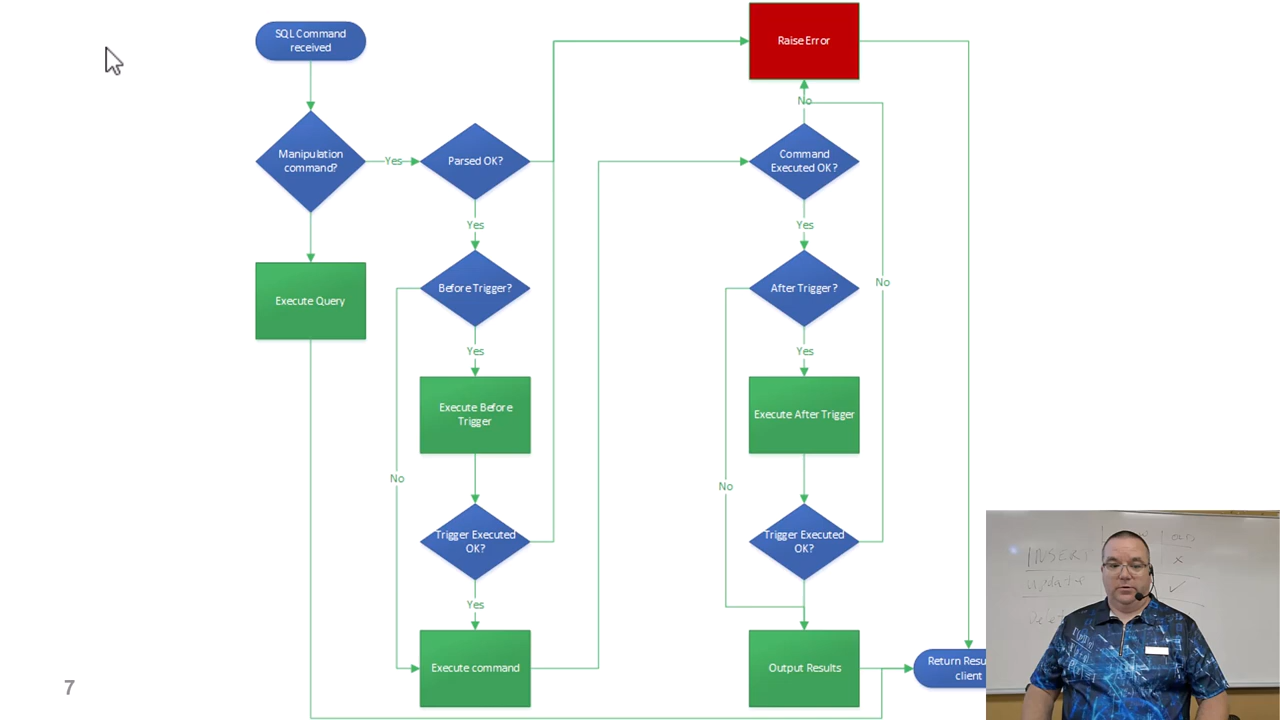 SQL Command
received
Manipulation
command?
Yes
Parsed OK?
Yes
Before Trigger?
Yes
No
Execute Before
Trigger
Trigger Executed
OK?
Yes
Execute command
Execute Query
Raise Error
No
Command
Executed OK?
Yes
After Trigger?
Yes
No
No
Execute After Trigger
Trigger Executed
OK?
Output Results
client
INSERT
7